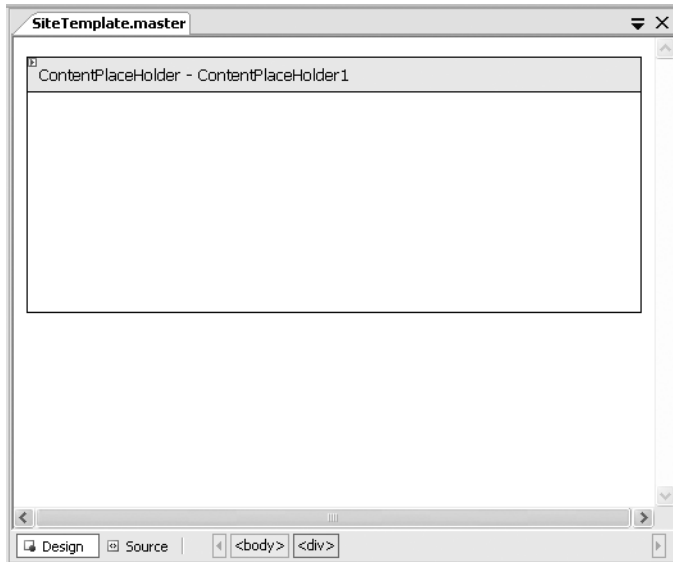 SiteTemplate.master
ContentPlaceHolder - ContentPlaceHolder1
Design Source <body> <div>